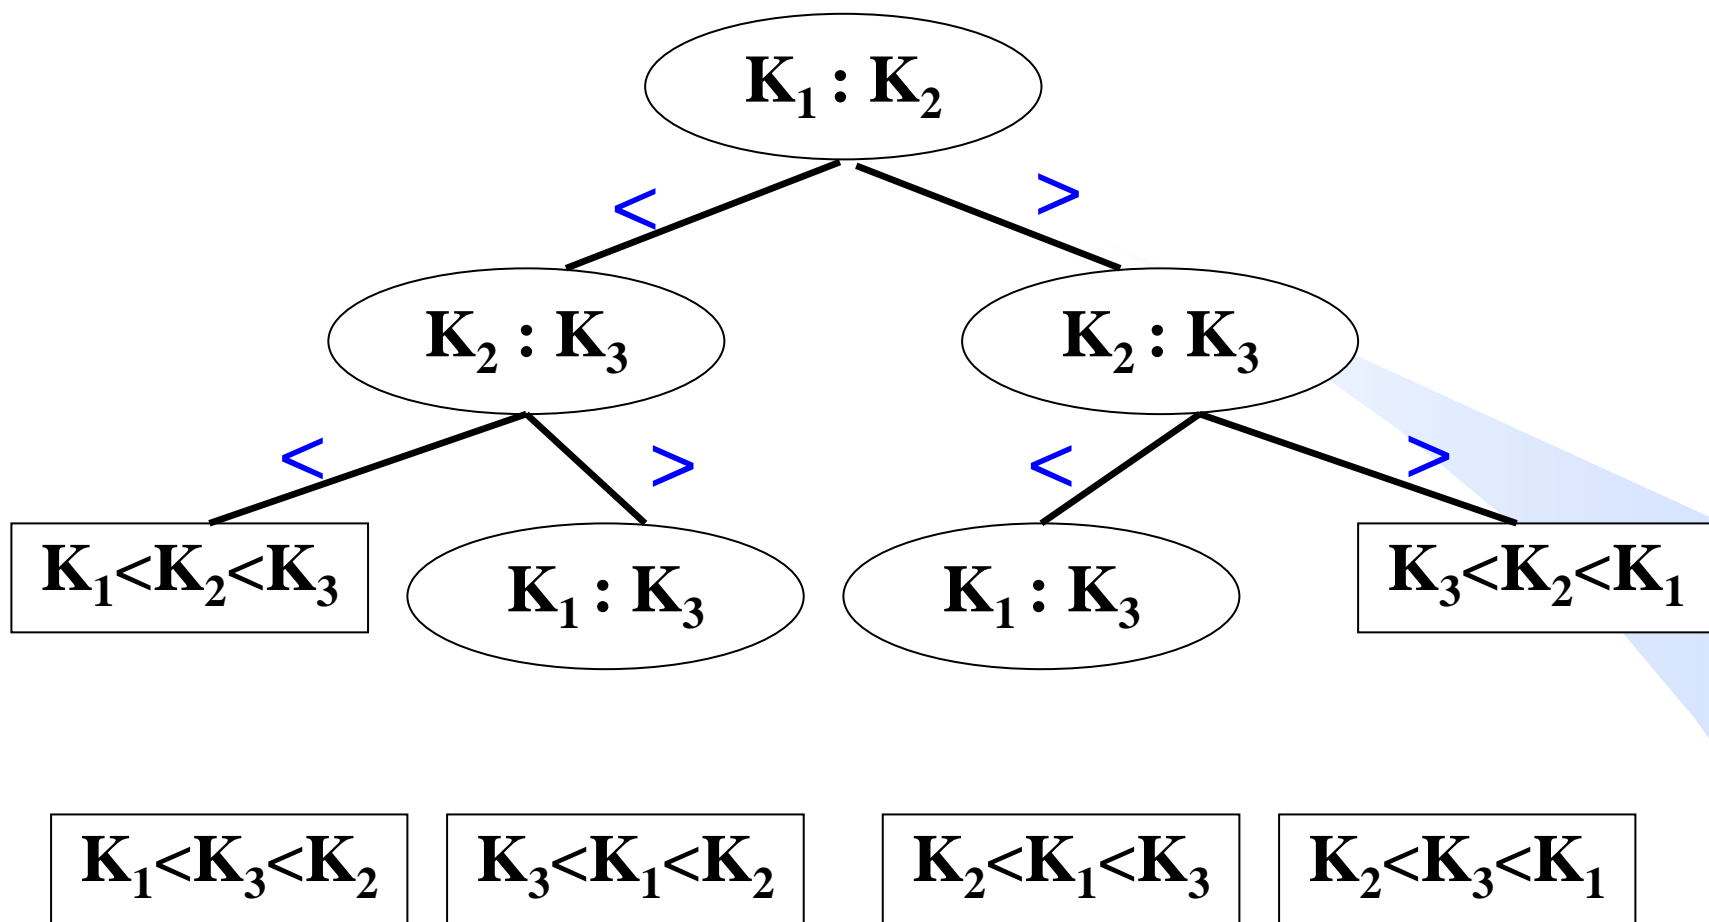 K₁ : K₂
< >
K₂ : K₃ K₂ : K₃
< > < >
K₁<K₂<K₃ K₁ : K₃ K₁ : K₃ K₃<K₂<K₁
K₁<K₃<K₂ K₃<K₁<K₂ K₂<K₁<K₃ K₂<K₃<K₁